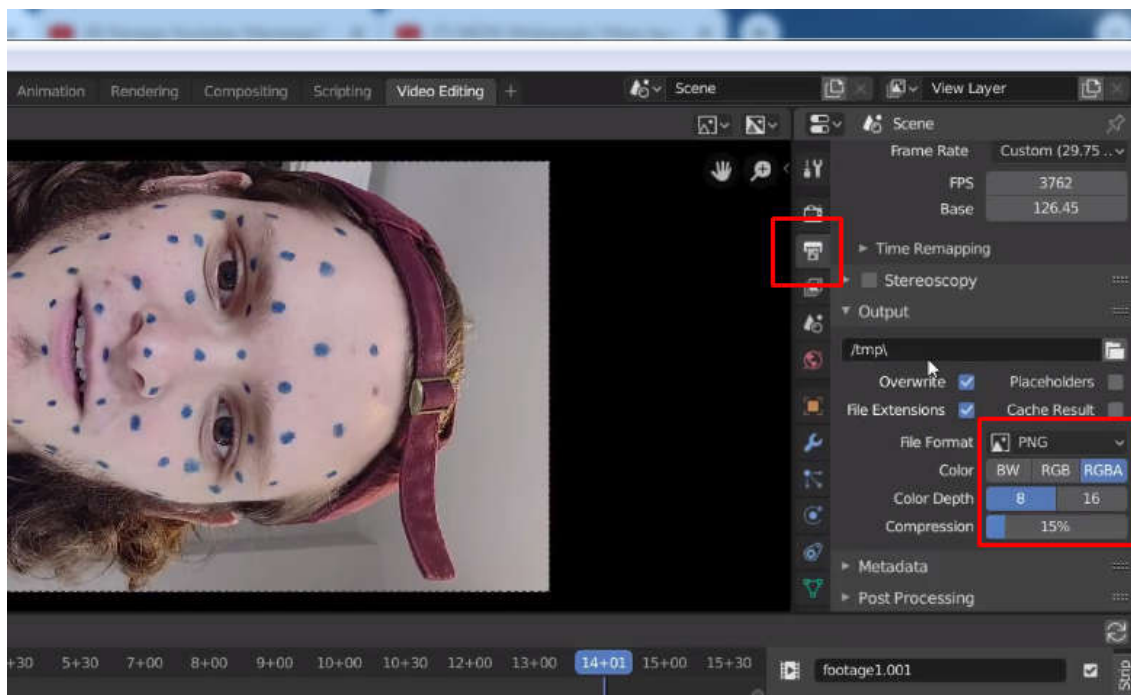 Animation Rendering Compositing Scripting Video Editing + Scene View Layer
Scene
Frame Rate Custom (29.75 ..
FPS 3762
Base 126.45
Time Remapping
Stereoscopy
Output
/tmp\
Overwrite Placeholders
File Extensions Cache Result
File Format PNG
Color BW RGB RGBA
Color Depth 8 16
Compression 15%
Metadata
Post Processing
+30 5+30 7+00 8+00 9+00 10+00 10+30 12+00 13+00 14+01 15+00 15+30 footage1.001
Strip